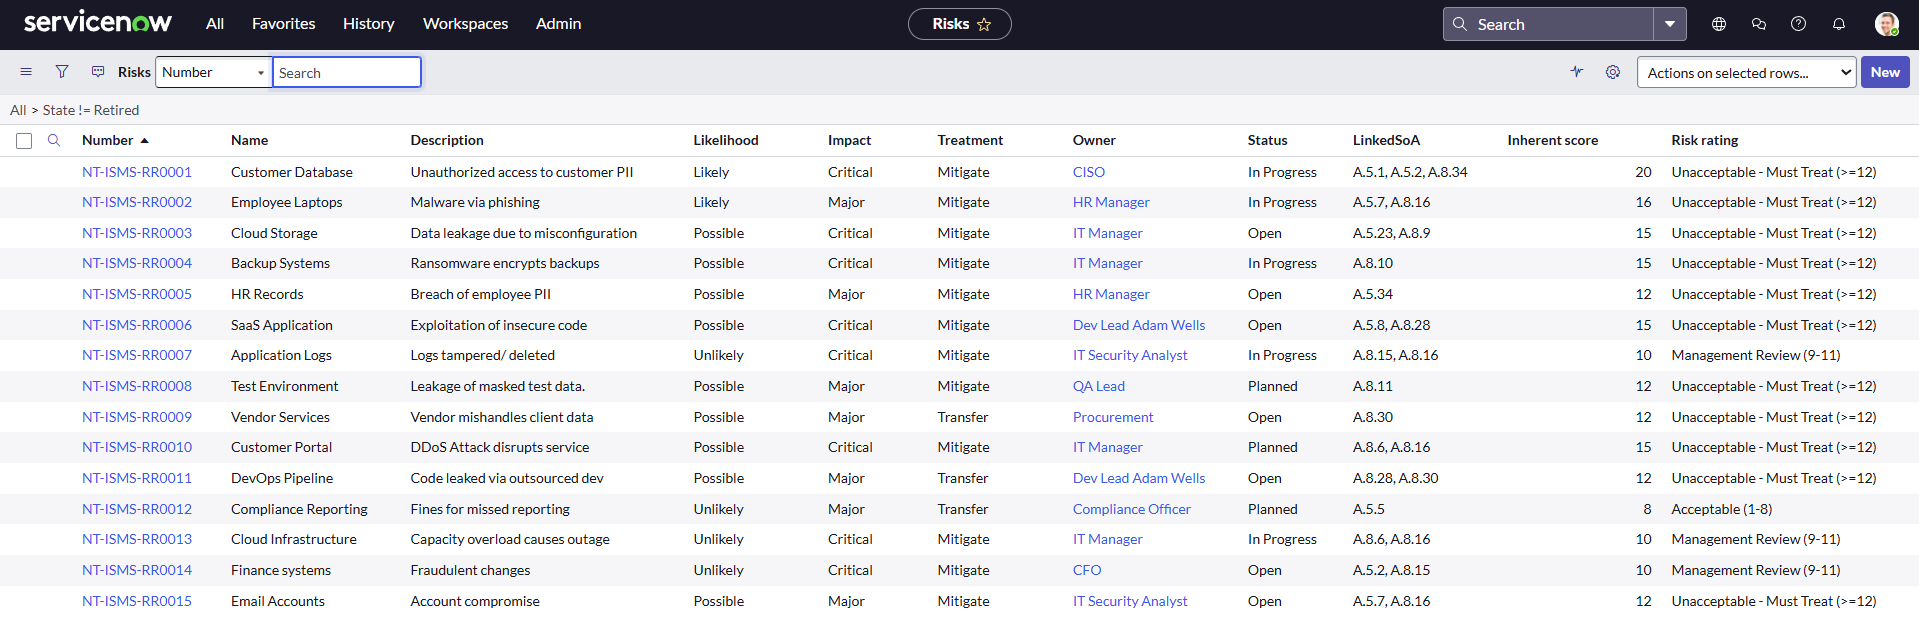 servicenow All Favorites History Workspaces Admin Risks Search
Risks Number Search Actions on selected rows... New
All > State != Retired
Number Name Description Likelihood Impact Treatment Owner Status LinkedSoA Inherent score Risk rating
NT-ISMS-RR0001 Customer Database Unauthorized access to customer PII Likely Critical Mitigate CISO In Progress A.5.1, A.5.2, A.8.34 20 Unacceptable - Must Treat (>=12)
NT-ISMS-RR0002 Employee Laptops Malware via phishing Likely Major Mitigate HR Manager In Progress A.5.7, A.8.16 16 Unacceptable - Must Treat (>=12)
NT-ISMS-RR0003 Cloud Storage Data leakage due to misconfiguration Possible Critical Mitigate IT Manager Open A.5.23, A.8.9 15 Unacceptable - Must Treat (>=12)
NT-ISMS-RR0004 Backup Systems Ransomware encrypts backups Possible Critical Mitigate IT Manager In Progress A.8.10 15 Unacceptable - Must Treat (>=12)
NT-ISMS-RR0005 HR Records Breach of employee PII Possible Major Mitigate HR Manager Open A.5.34 12 Unacceptable - Must Treat (>=12)
NT-ISMS-RR0006 SaaS Application Exploitation of insecure code Possible Critical Mitigate Dev Lead Adam Wells Open A.5.8, A.8.28 15 Unacceptable - Must Treat (>=12)
NT-ISMS-RR0007 Application Logs Logs tampered/ deleted Unlikely Critical Mitigate IT Security Analyst In Progress A.8.15, A.8.16 10 Management Review (9-11)
NT-ISMS-RR0008 Test Environment Leakage of masked test data. Possible Major Mitigate QA Lead Planned A.8.11 12 Unacceptable - Must Treat (>=12)
NT-ISMS-RR0009 Vendor Services Vendor mishandles client data Possible Major Transfer Procurement Open A.8.30 12 Unacceptable - Must Treat (>=12)
NT-ISMS-RR0010 Customer Portal DDoS Attack disrupts service Possible Critical Mitigate IT Manager Planned A.8.6, A.8.16 15 Unacceptable - Must Treat (>=12)
NT-ISMS-RR0011 DevOps Pipeline Code leaked via outsourced dev Possible Major Transfer Dev Lead Adam Wells Open A.8.28, A.8.30 12 Unacceptable - Must Treat (>=12)
NT-ISMS-RR0012 Compliance Reporting Fines for missed reporting Unlikely Major Transfer Compliance Officer Planned A.5.5 8 Acceptable (1-8)
NT-ISMS-RR0013 Cloud Infrastructure Capacity overload causes outage Unlikely Critical Mitigate IT Manager In Progress A.8.6, A.8.16 10 Management Review (9-11)
NT-ISMS-RR0014 Finance systems Fraudulent changes Unlikely Critical Mitigate CFO Open A.5.2, A.8.15 10 Management Review (9-11)
NT-ISMS-RR0015 Email Accounts Account compromise Possible Major Mitigate IT Security Analyst Open A.5.7, A.8.16 12 Unacceptable - Must Treat (>=12)